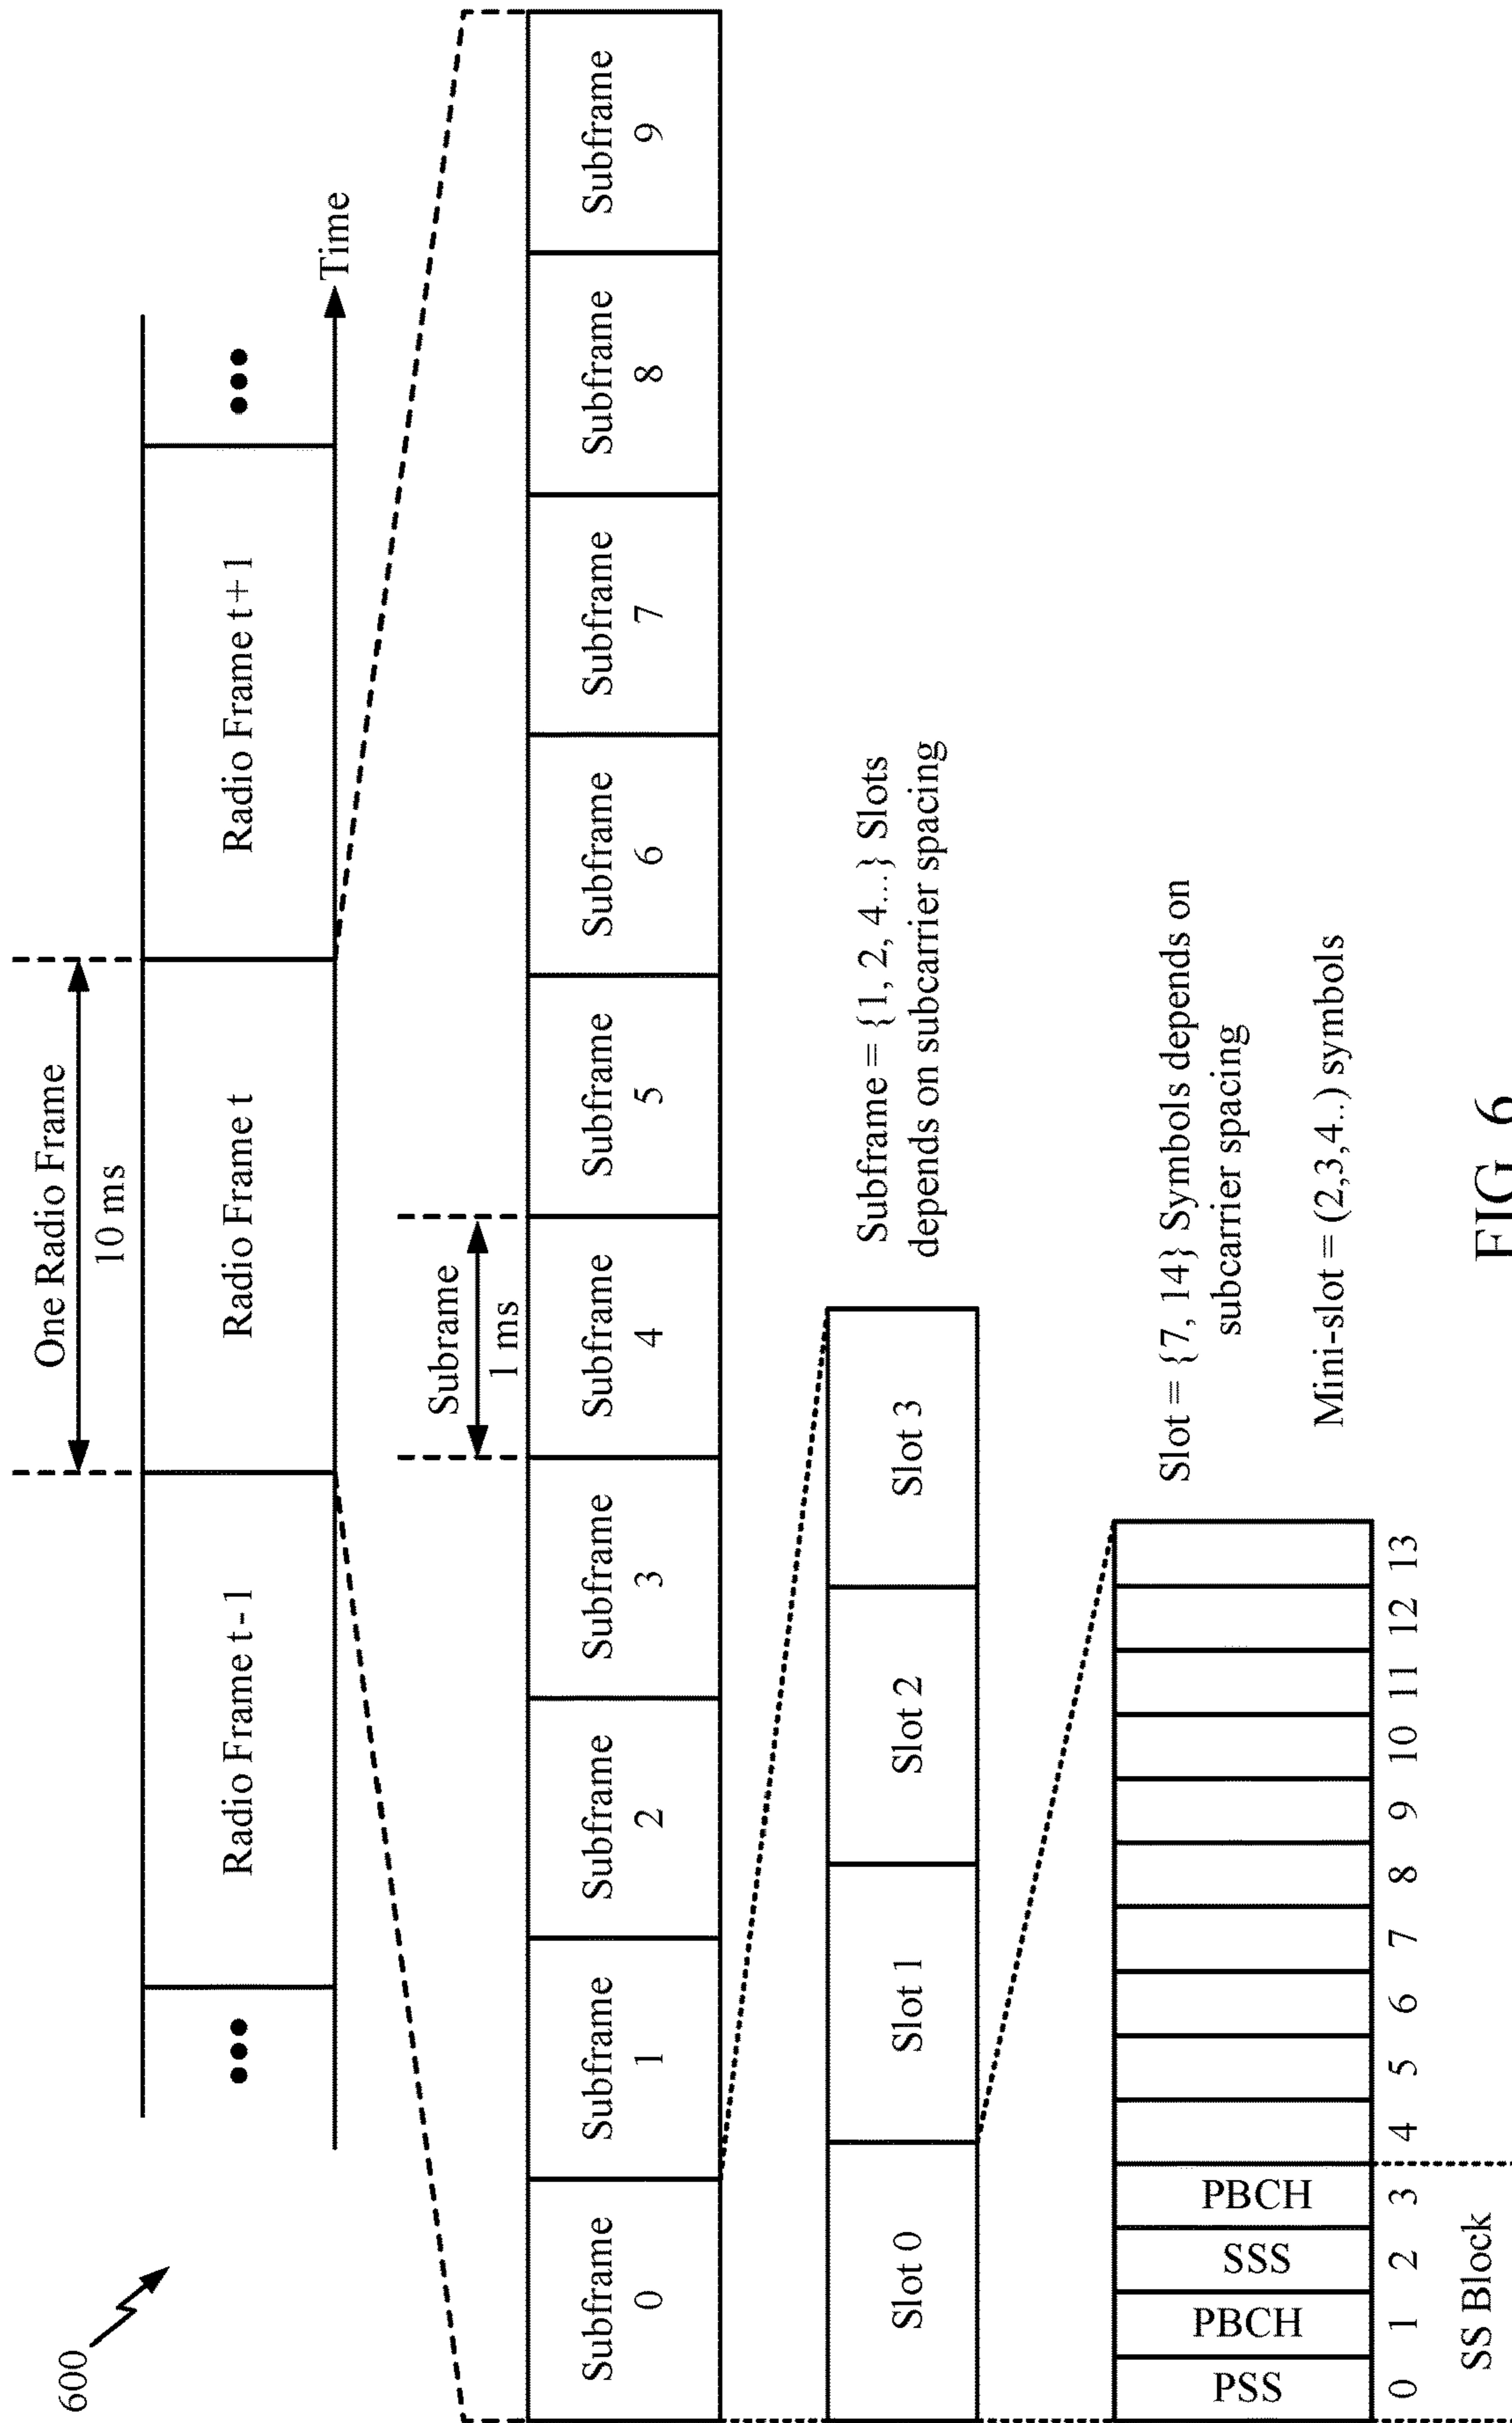 600
One Radio Frame
10 ms
Radio Frame t - 1
Radio Frame t
Radio Frame t+1
Time
Subrame
1 ms
Subframe
0
Subframe
1
Subframe
2
Subframe
3
Subframe
4
Subframe
5
Subframe
6
Subframe
7
Subframe
8
Subframe
9
Slot 0
Slot 1
Slot 2
Slot 3
Subframe = {1, 2, 4...} Slots
depends on subcarrier spacing
PSS
PBCH
SSS
PBCH
0 1 2 3 4 5 6 7 8 9 10 11 12 13
SS Block
Slot = {7, 14} Symbols depends on
subcarrier spacing
Mini-slot = (2,3,4..) symbols
FIG. 6